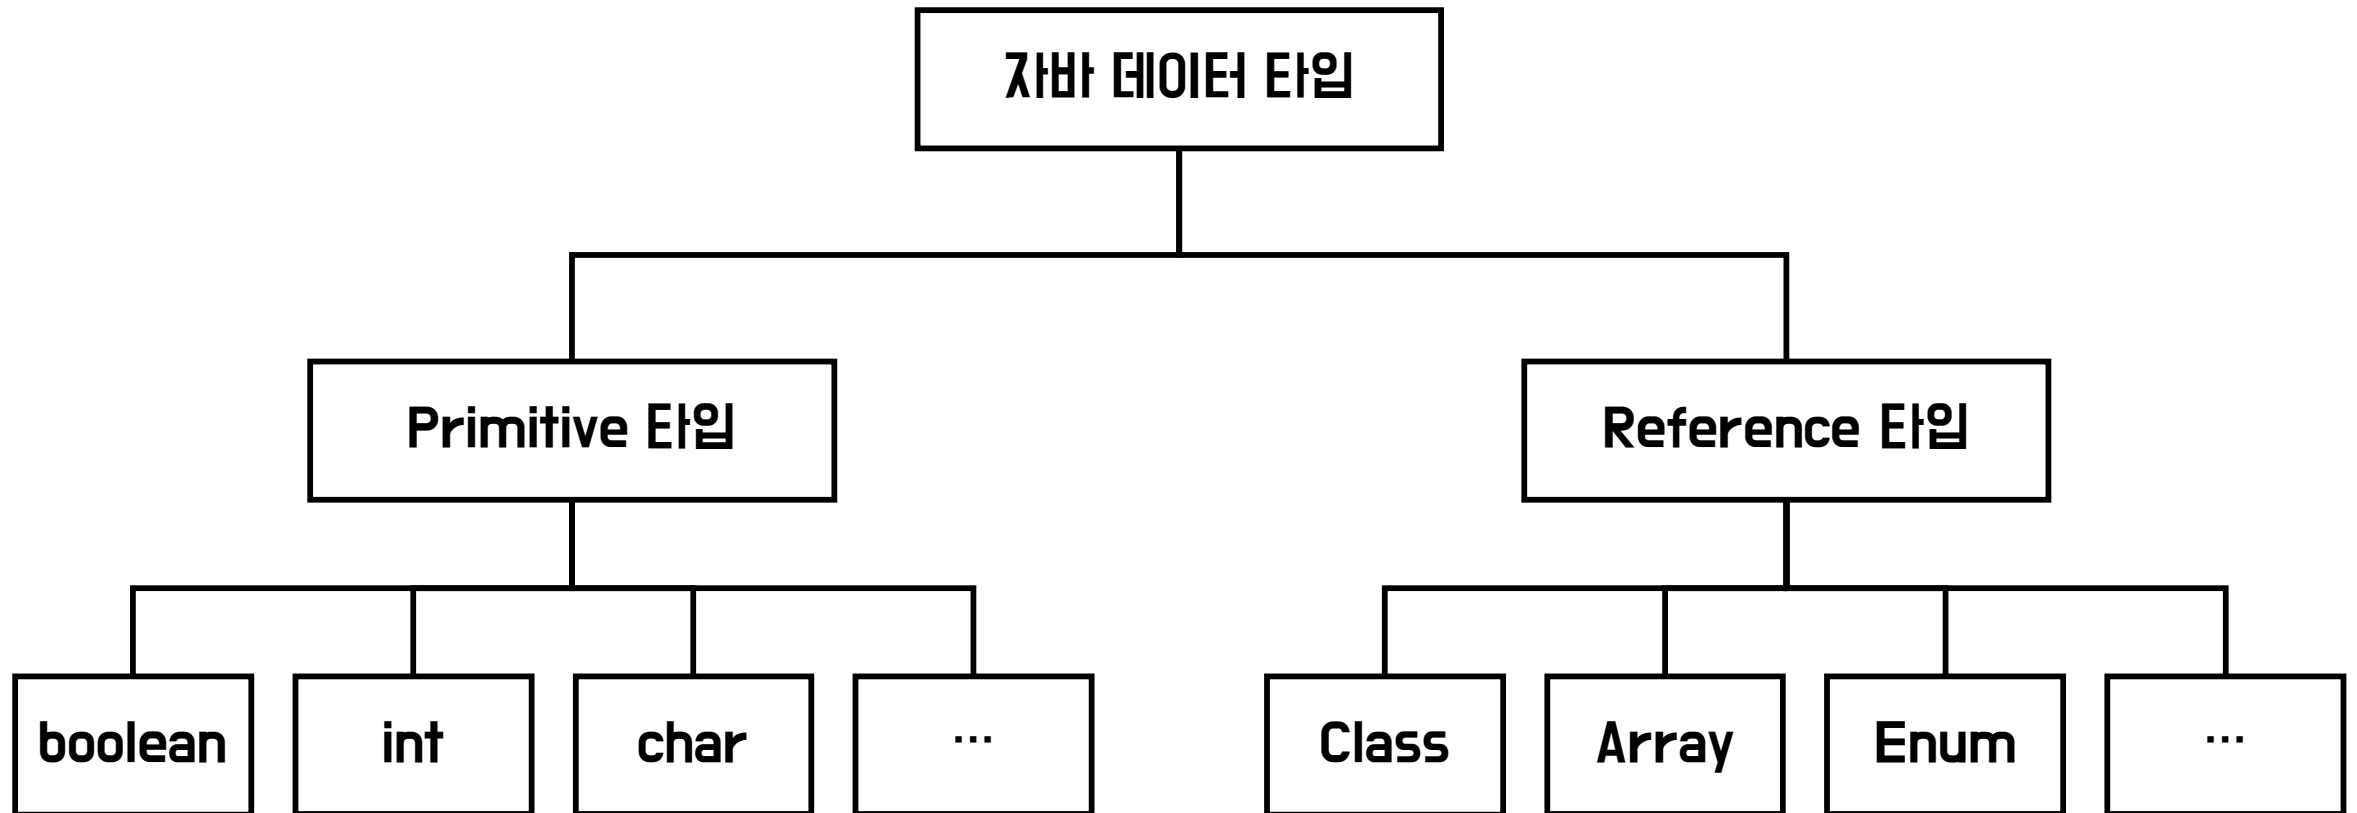 자바 데이터 타입
Primitive 타입
Reference 타입
boolean
int
char
...
Class
Array
Enum
...